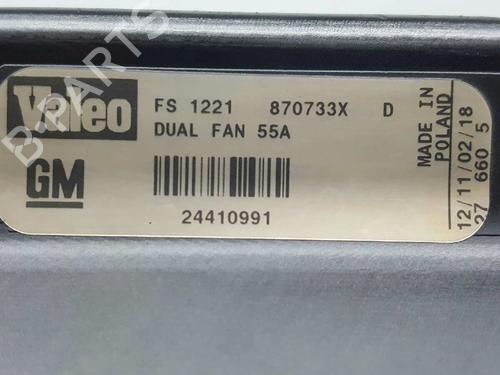 B-PARTS
Valeo
FS 1221 870733X D
DUAL FAN 55A
GM
24410991
MADE IN
POLAND
12/11/02/18
27 660 5